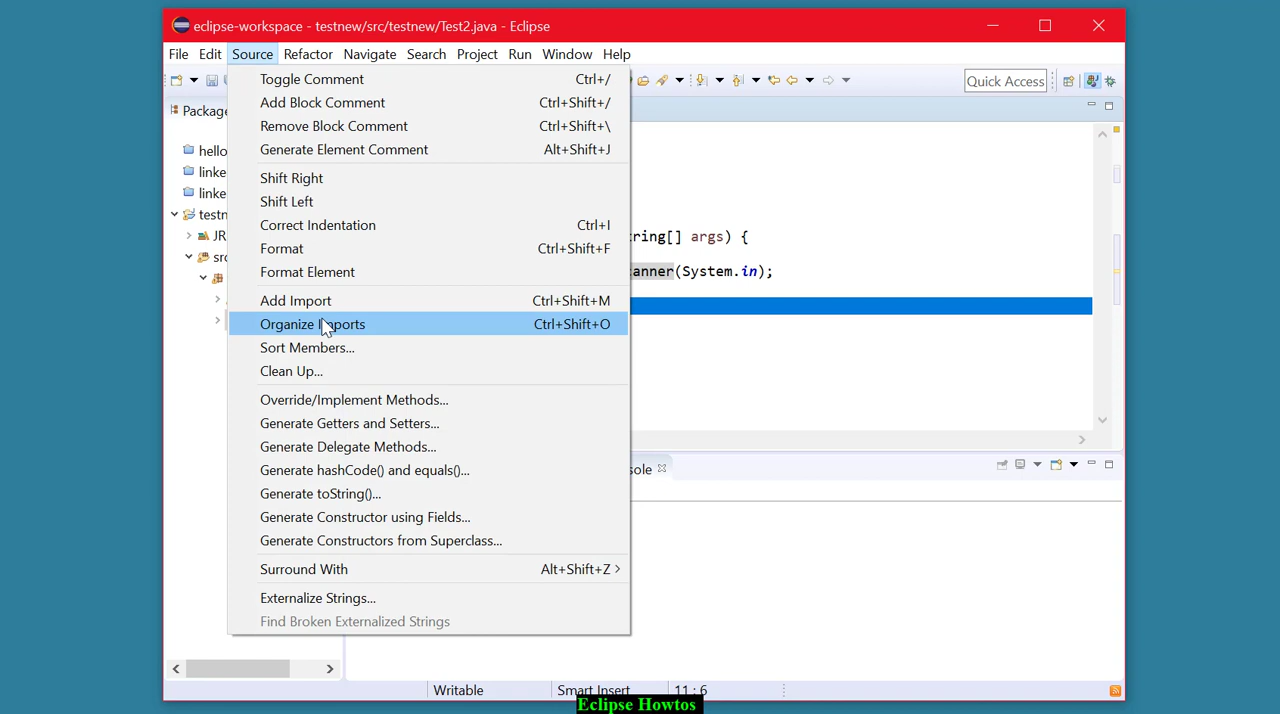 eclipse-workspace - testnew/src/testnew/Test2.java - Eclipse
File Edit Source Refactor Navigate Search Project Run Window Help
Quick Access
Package
Toggle Comment Ctrl+/
Add Block Comment Ctrl+Shift+/
Remove Block Comment Ctrl+Shift+\
Generate Element Comment Alt+Shift+J
Shift Right
Shift Left
Correct Indentation Ctrl+I
Format Ctrl+Shift+F
Format Element
Add Import Ctrl+Shift+M
Organize Imports Ctrl+Shift+O
Sort Members...
Clean Up...
Override/Implement Methods...
Generate Getters and Setters...
Generate Delegate Methods...
Generate hashCode() and equals()...
Generate toString()...
Generate Constructor using Fields...
Generate Constructors from Superclass...
Surround With Alt+Shift+Z
Externalize Strings...
Find Broken Externalized Strings
hello
linke
linke
testn
JR
src
tring[] args) {
canner(System.in);
sole
Writable Smart Insert 11 : 6
Eclipse Howtos